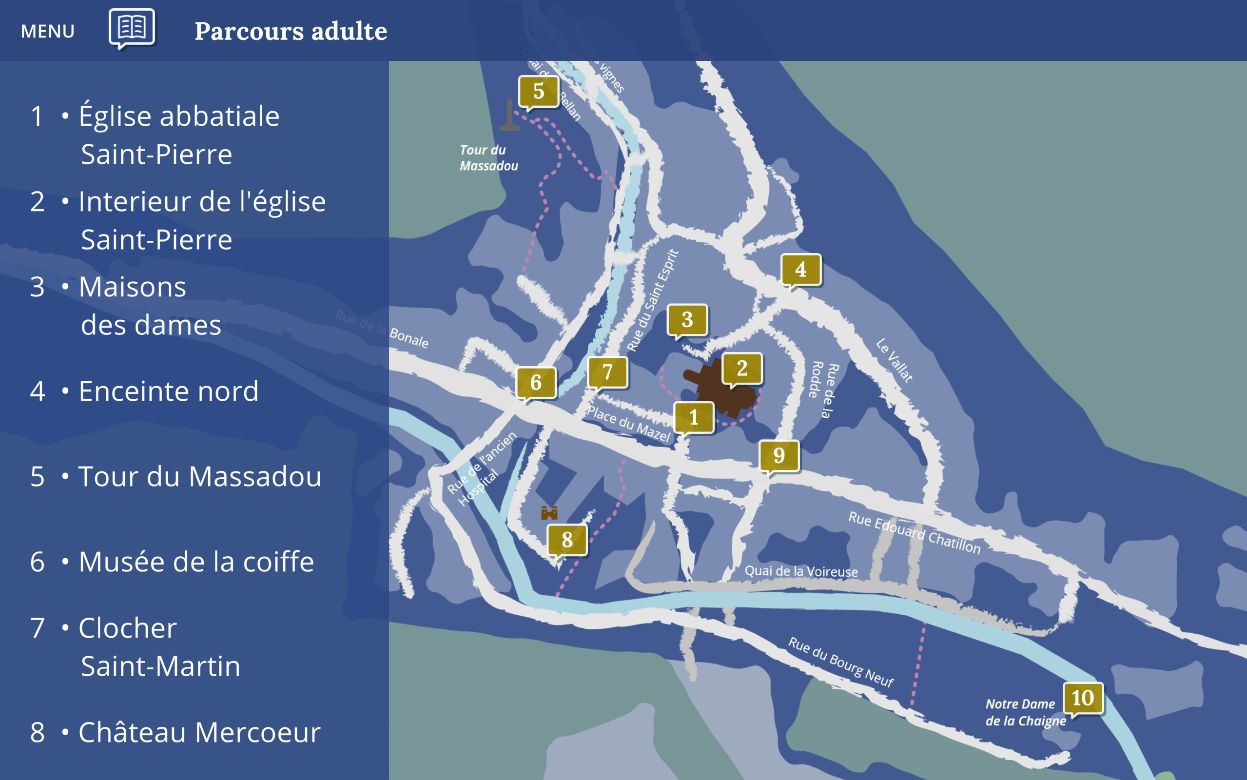 MENU
Parcours adulte
1 • Église abbatiale
Saint-Pierre
2 • Interieur de l'église
Saint-Pierre
3 • Maisons
des dames
4 • Enceinte nord
5 • Tour du Massadou
6 • Musée de la coiffe
7 • Clocher
Saint-Martin
8 • Château Mercoeur
5
Tour du
Massadou
vignes
4
3
Rue du Saint Esprit
2
Rue de la Bonale
Le Vallat
Rue de la
Rodde
6
7
1
Place du Mazel
9
Rue de l'ancien
Hospital
8
Rue Edouard Chatillon
Quai de la Voireuse
Rue du Bourg Neuf
Notre Dame
de la Chaigne
10